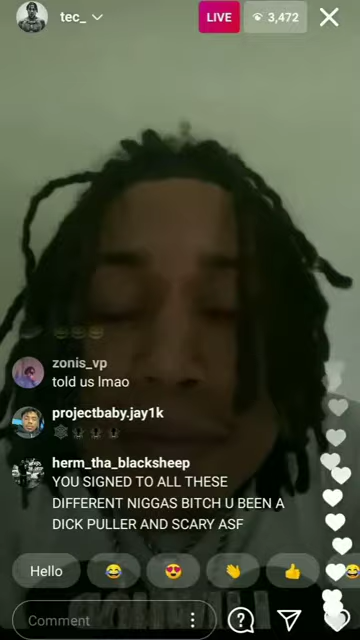 tec_
LIVE
3,472
zonis_vp
told us lmao
projectbaby.jay1k
herm_tha_blacksheep
YOU SIGNED TO ALL THESE
DIFFERENT NIGGAS BITCH U BEEN A
DICK PULLER AND SCARY ASF
Hello
Comment